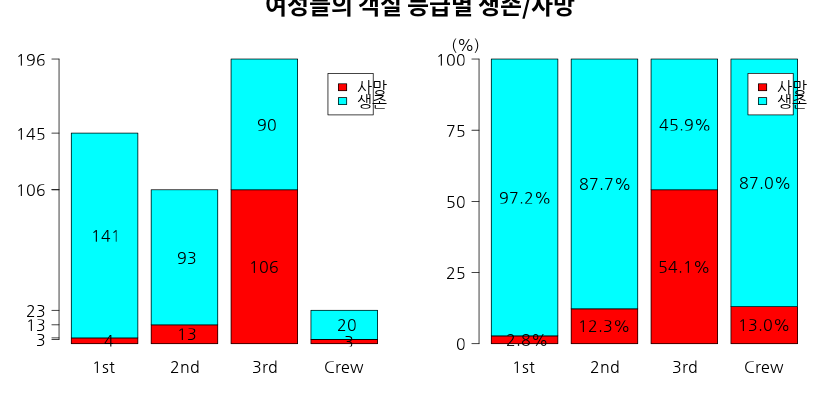 여성들의 객실 등급별 생존/사망
196
145
106
23
13
3
141
4
93
13
90
106
20
3
사망
생존
1st
2nd
3rd
Crew
(%)
100
75
50
25
0
97.2%
2.8%
87.7%
12.3%
45.9%
54.1%
87.0%
13.0%
사망
생존
1st
2nd
3rd
Crew